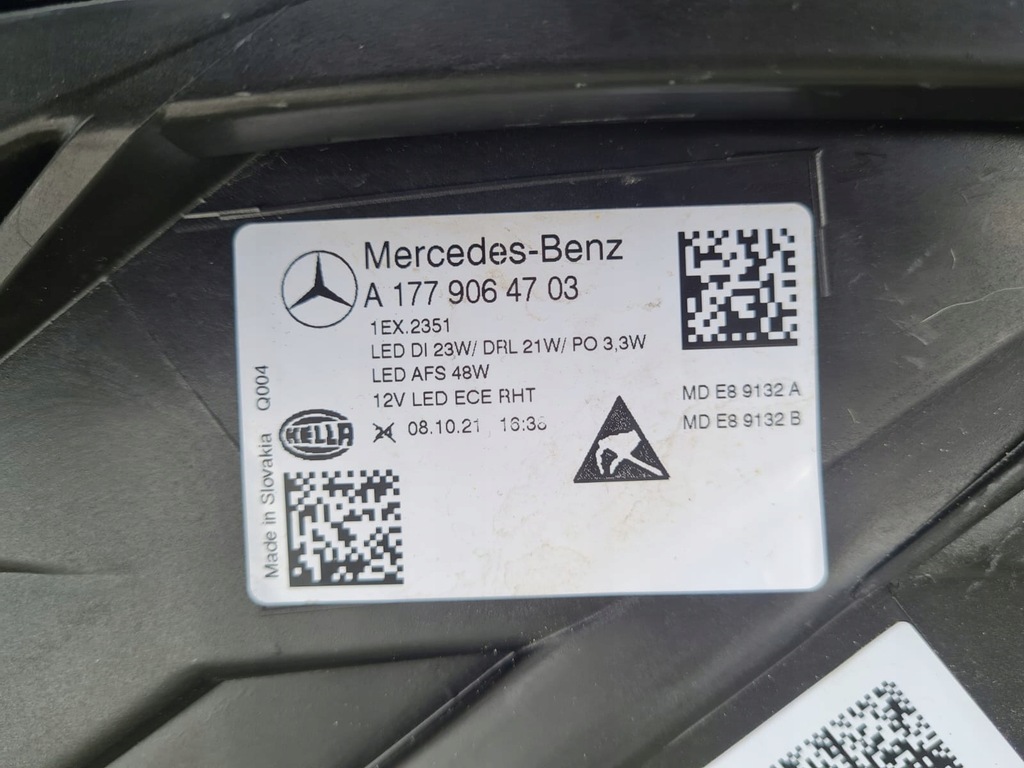 Mercedes-Benz
A 177 906 47 03
1EX.2351
LED DI 23W/ DRL 21W/ PO 3,3W
LED AFS 48W
12V LED ECE RHT
HELLA
24 08.10.21 16:38
MD E8 9132 A
MD E8 9132 B
Made in Slovakia Q004